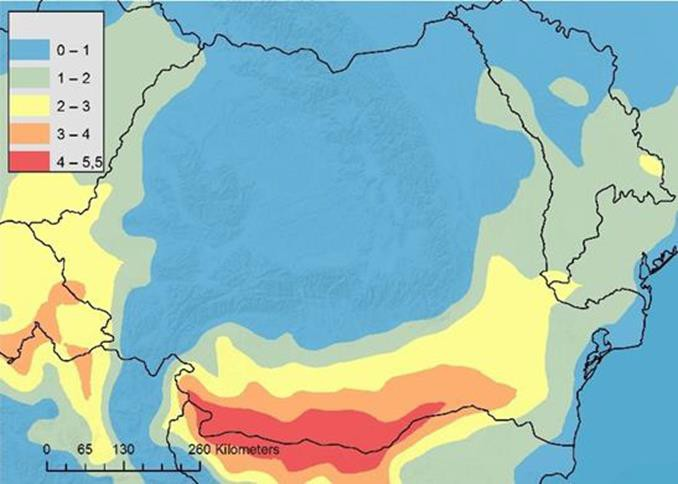 0 – 1
1 – 2
2 – 3
3 – 4
4 – 5,5
0 65 130 260 Kilometers